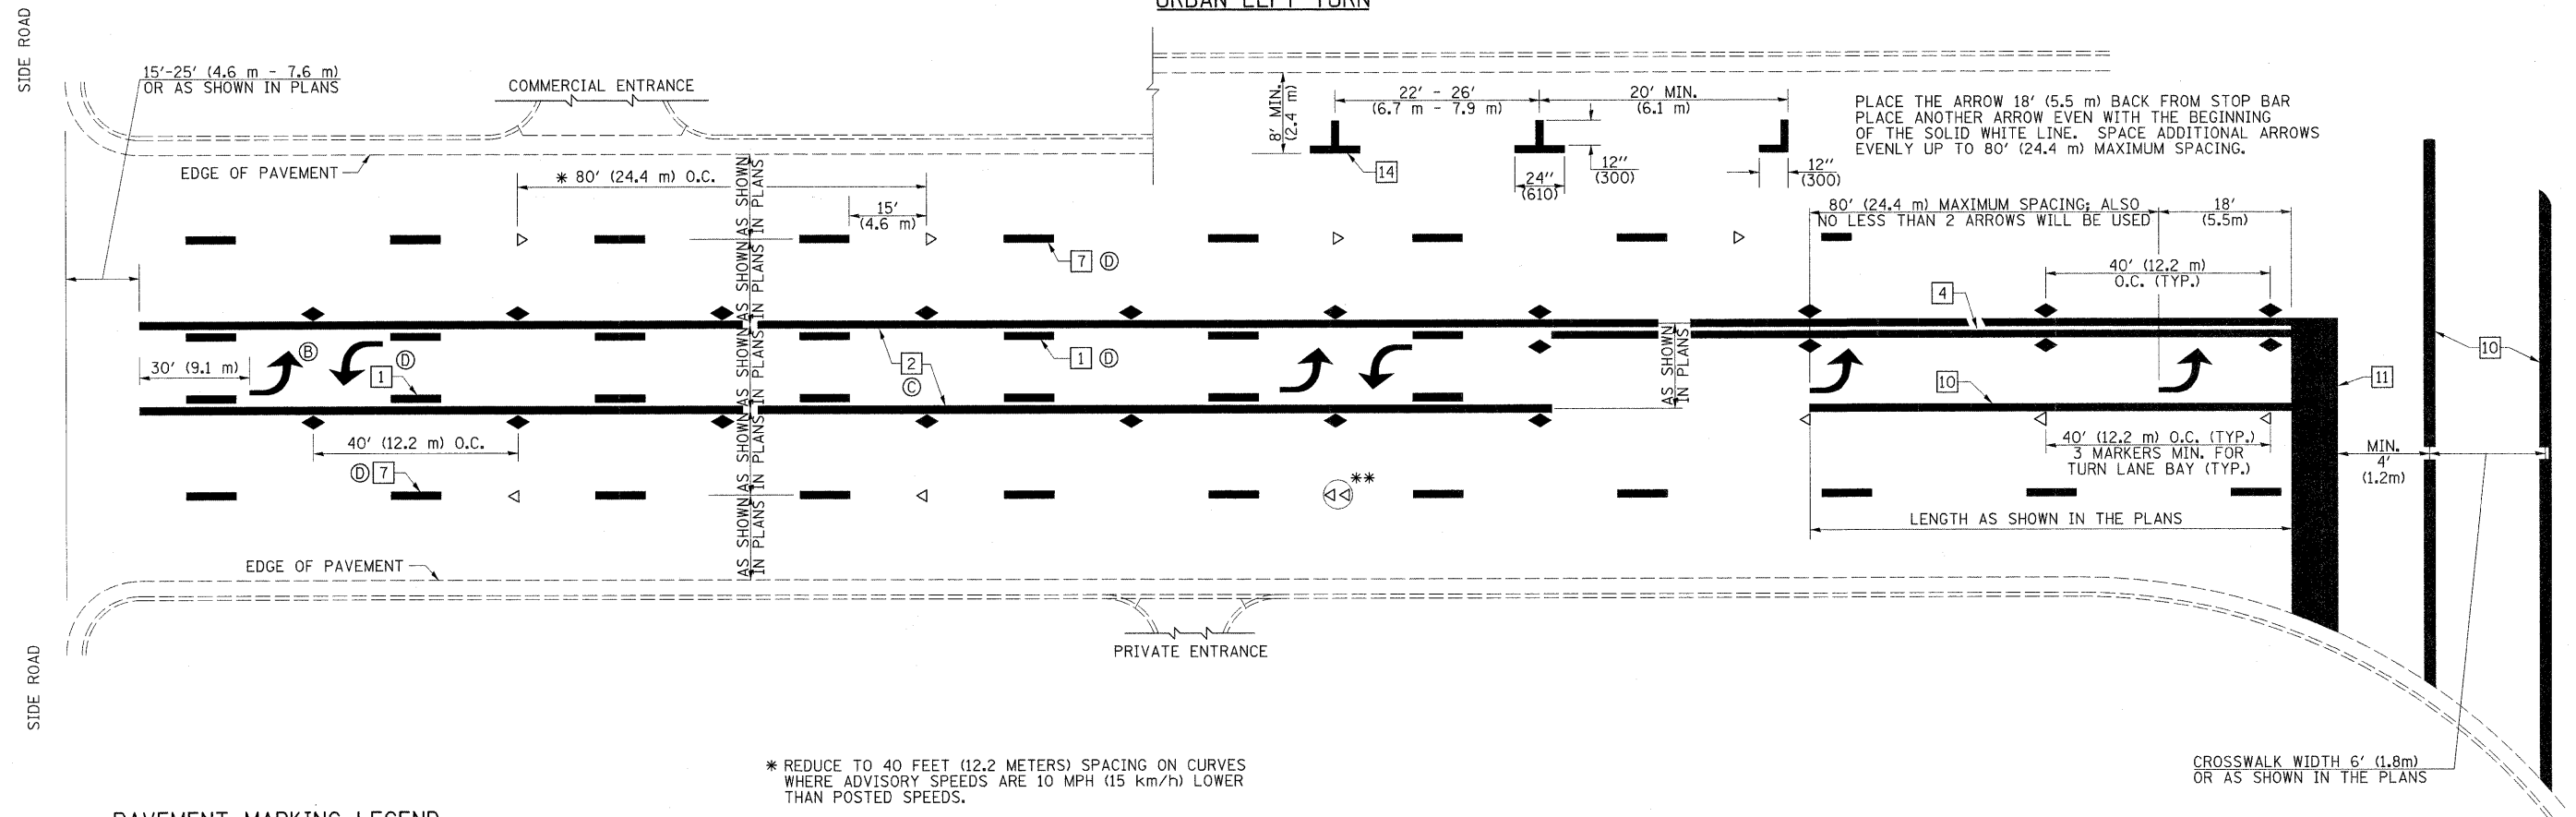 URBAN LEFT TURN
SIDE ROAD
15'-25' (4.6 m - 7.6 m)
OR AS SHOWN IN PLANS
COMMERCIAL ENTRANCE
EDGE OF PAVEMENT
* 80' (24.4 m) O.C.
15'
(4.6 m)
8' MIN.
(2.4 m)
22' - 26'
(6.7 m - 7.9 m)
20' MIN.
(6.1 m)
14
24''
(610)
12''
(300)
12''
(300)
PLACE THE ARROW 18' (5.5 m) BACK FROM STOP BAR
PLACE ANOTHER ARROW EVEN WITH THE BEGINNING
OF THE SOLID WHITE LINE. SPACE ADDITIONAL ARROWS
EVENLY UP TO 80' (24.4 m) MAXIMUM SPACING.
80' (24.4 m) MAXIMUM SPACING; ALSO
NO LESS THAN 2 ARROWS WILL BE USED
18'
(5.5m)
7 D
40' (12.2 m)
O.C. (TYP.)
4
AS SHOWN
IN PLANS
AS SHOWN
IN PLANS
AS SHOWN
IN PLANS
AS SHOWN
IN PLANS
AS SHOWN
IN PLANS
30' (9.1 m)
B
D
1
1 D
2
C
AS SHOWN
IN PLANS
10
10
11
40' (12.2 m) O.C.
D 7
**
40' (12.2 m) O.C. (TYP.)
3 MARKERS MIN. FOR
TURN LANE BAY (TYP.)
MIN.
4'
(1.2m)
LENGTH AS SHOWN IN THE PLANS
EDGE OF PAVEMENT
SIDE ROAD
PRIVATE ENTRANCE
* REDUCE TO 40 FEET (12.2 METERS) SPACING ON CURVES
WHERE ADVISORY SPEEDS ARE 10 MPH (15 km/h) LOWER
THAN POSTED SPEEDS.
CROSSWALK WIDTH 6' (1.8m)
OR AS SHOWN IN THE PLANS
PAVEMENT MARKING LEGEND